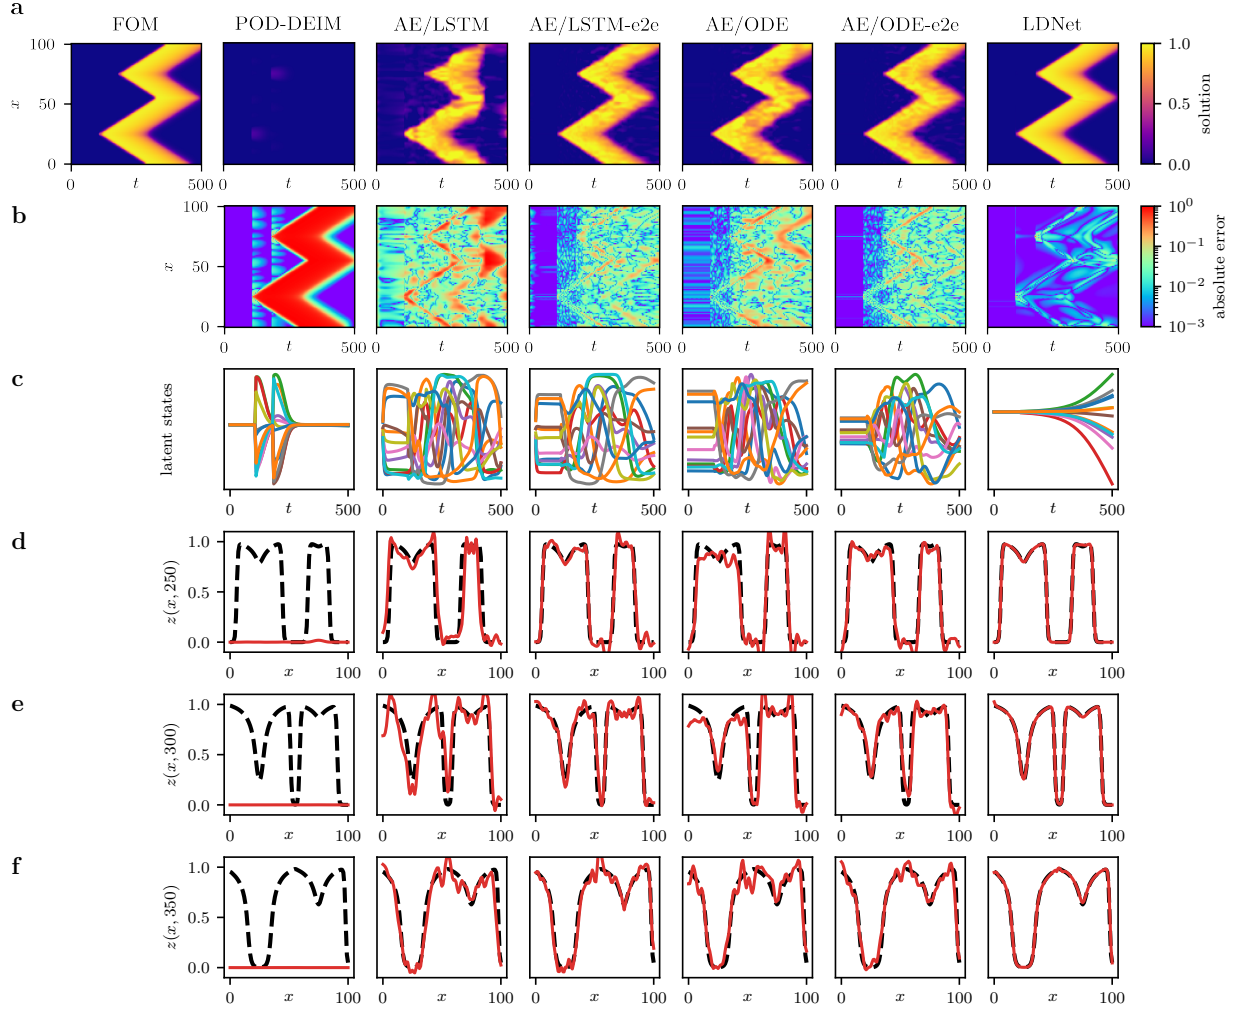 a
FOM POD-DEIM AE/LSTM AE/LSTM-e2e AE/ODE AE/ODE-e2e LDNet
100
50
0
x
0 t 500 0 t 500 0 t 500 0 t 500 0 t 500 0 t 500 0 t 500
1.0
0.5
0.0
solution
b
100
50
0
x
0 t 500 0 t 500 0 t 500 0 t 500 0 t 500 0 t 500
10⁰
10⁻¹
10⁻²
10⁻³
absolute error
c
latent states
0 t 500 0 t 500 0 t 500 0 t 500 0 t 500 0 t 500
d
1.0
0.5
0.0
z(x, 250)
0 x 100 0 x 100 0 x 100 0 x 100 0 x 100 0 x 100
e
1.0
0.5
0.0
z(x, 300)
0 x 100 0 x 100 0 x 100 0 x 100 0 x 100 0 x 100
f
1.0
0.5
0.0
z(x, 350)
0 x 100 0 x 100 0 x 100 0 x 100 0 x 100 0 x 100